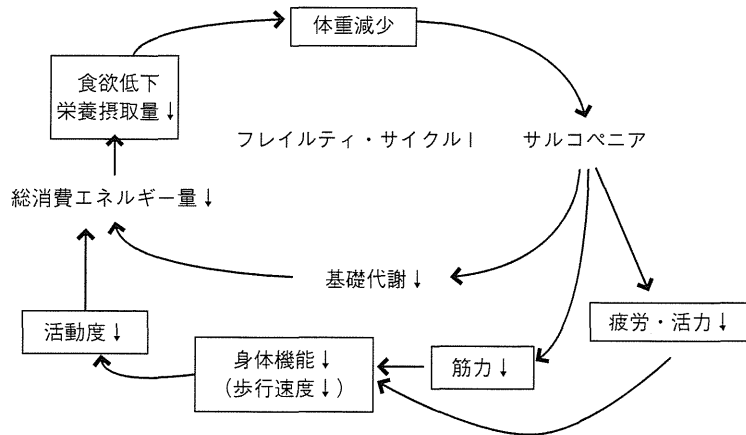 体重減少
食欲低下
栄養摂取量↓
フレイルティ・サイクル I
サルコペニア
総消費エネルギー量↓
基礎代謝↓
活動度↓
疲労・活力↓
身体機能↓
(歩行速度↓)
筋力↓